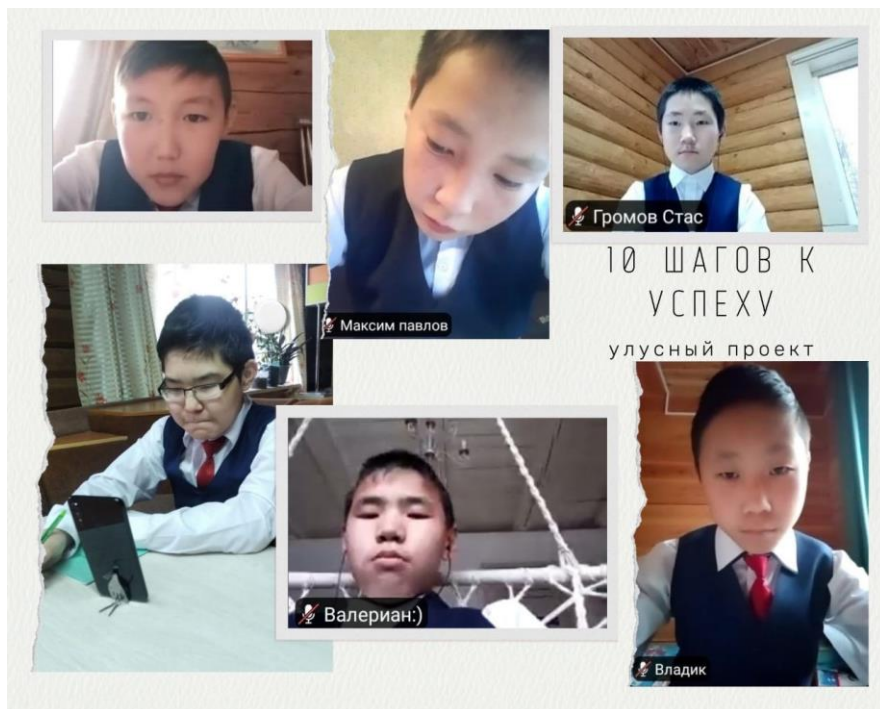 Громов Стас
10 ШАГОВ К
УСПЕХУ
улусный проект
Максим павлов
Валериан:)
Владик